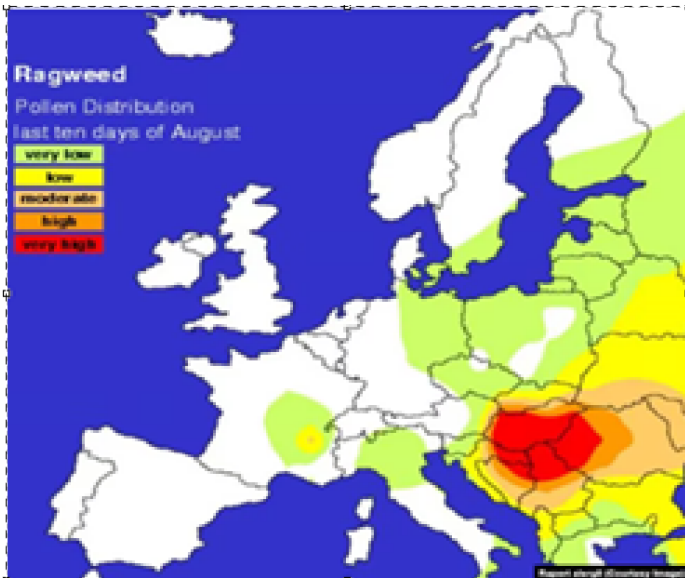 Ragweed
Pollen Distribution
last ten days of August
very low
low
moderate
high
very high